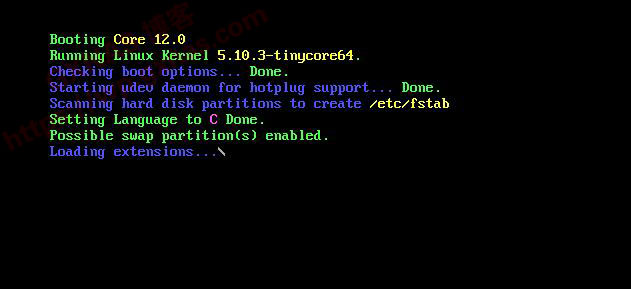 Booting Core 12.0
Running Linux Kernel 5.10.3-tinycore64.
Checking boot options... Done.
Starting udev daemon for hotplug support... Done.
Scanning hard disk partitions to create /etc/fstab
Setting Language to C Done.
Possible swap partition(s) enabled.
Loading extensions...\